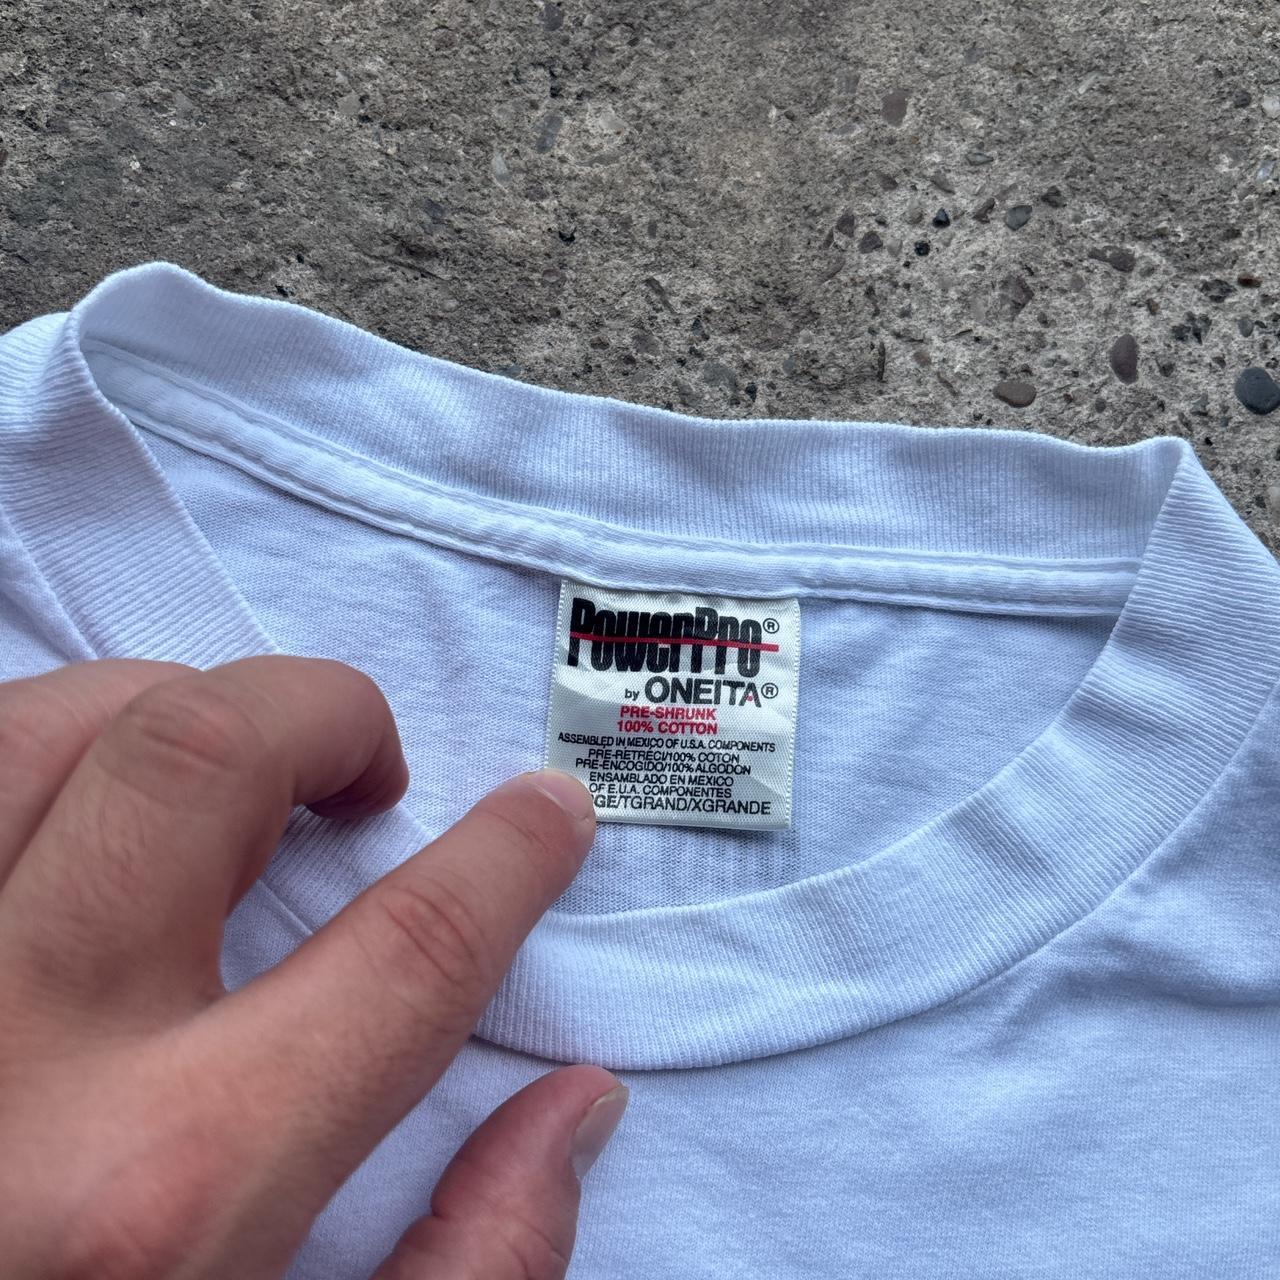 PowerPro®
by ONEITA®
PRE-SHRUNK
100% COTTON
ASSEMBLED IN MEXICO OF U.S.A. COMPONENTS
PRE-RETRECI/100% COTON
PRE-ENCOGIDO/100% ALGODON
ENSAMBLADO EN MEXICO
OF E.U.A. COMPONENTES
GE/TGRAND/XGRANDE